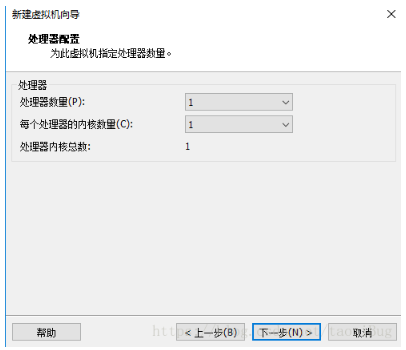 新建虚拟机向导
处理器配置
为此虚拟机指定处理器数量。
处理器
处理器数量(P): 1
每个处理器的内核数量(C): 1
处理器内核总数: 1
帮助 < 上一步(B) 下一步(N) > 取消